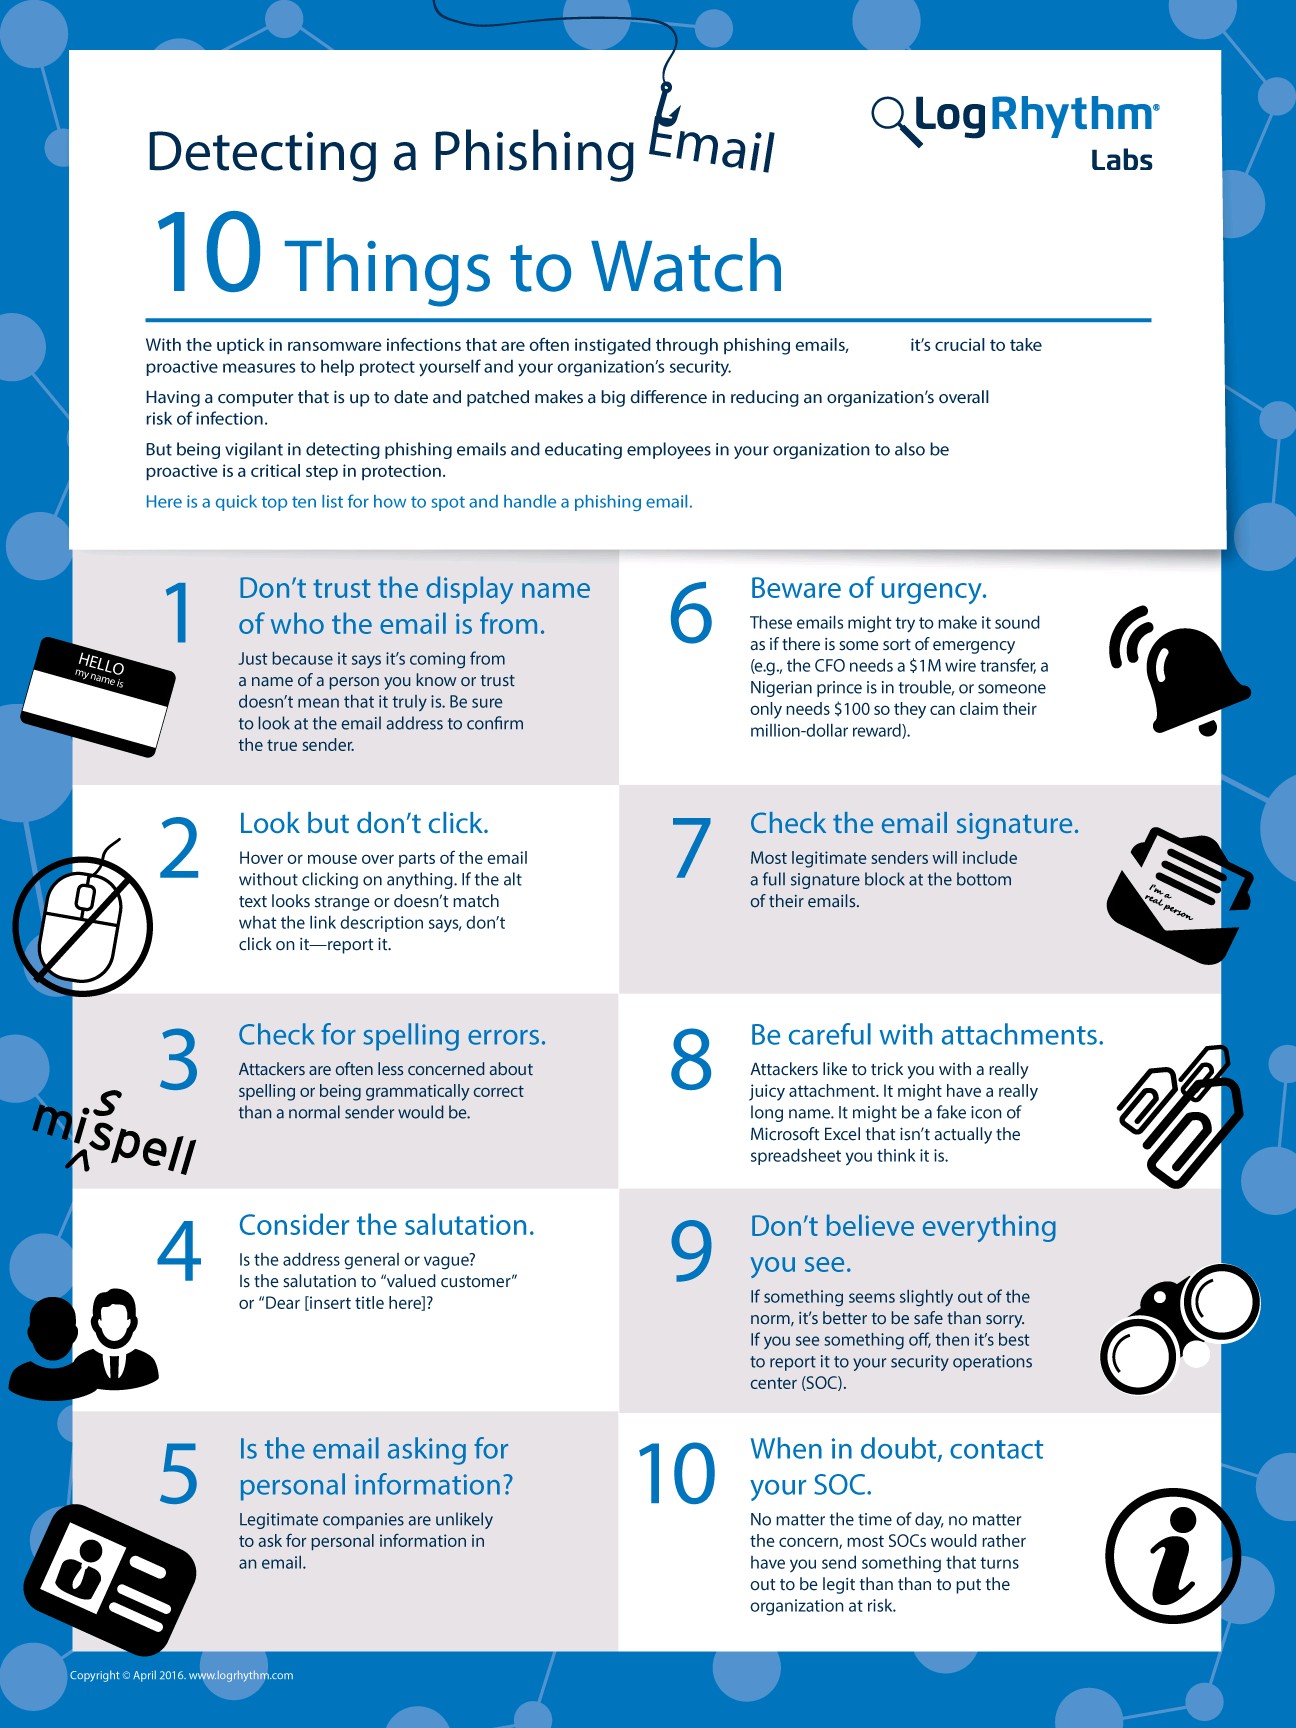 Detecting a Phishing Email
LogRhythm®
Labs
10 Things to Watch
With the uptick in ransomware infections that are often instigated through phishing emails, it’s crucial to take
proactive measures to help protect yourself and your organization’s security.
Having a computer that is up to date and patched makes a big difference in reducing an organization’s overall
risk of infection.
But being vigilant in detecting phishing emails and educating employees in your organization to also be
proactive is a critical step in protection.
Here is a quick top ten list for how to spot and handle a phishing email.
1
Don’t trust the display name
of who the email is from.
Just because it says it’s coming from
a name of a person you know or trust
doesn’t mean that it truly is. Be sure
to look at the email address to confirm
the true sender.
HELLO
my name is
2
Look but don’t click.
Hover or mouse over parts of the email
without clicking on anything. If the alt
text looks strange or doesn’t match
what the link description says, don’t
click on it—report it.
3
Check for spelling errors.
Attackers are often less concerned about
spelling or being grammatically correct
than a normal sender would be.
s
mispell
4
Consider the salutation.
Is the address general or vague?
Is the salutation to “valued customer”
or “Dear [insert title here]?
5
Is the email asking for
personal information?
Legitimate companies are unlikely
to ask for personal information in
an email.
6
Beware of urgency.
These emails might try to make it sound
as if there is some sort of emergency
(e.g., the CFO needs a $1M wire transfer, a
Nigerian prince is in trouble, or someone
only needs $100 so they can claim their
million-dollar reward).
7
Check the email signature.
Most legitimate senders will include
a full signature block at the bottom
of their emails.
I'm a
real person
8
Be careful with attachments.
Attackers like to trick you with a really
juicy attachment. It might have a really
long name. It might be a fake icon of
Microsoft Excel that isn’t actually the
spreadsheet you think it is.
9
Don’t believe everything
you see.
If something seems slightly out of the
norm, it’s better to be safe than sorry.
If you see something off, then it’s best
to report it to your security operations
center (SOC).
10
When in doubt, contact
your SOC.
No matter the time of day, no matter
the concern, most SOCs would rather
have you send something that turns
out to be legit than than to put the
organization at risk.
i
Copyright © April 2016. www.logrhythm.com